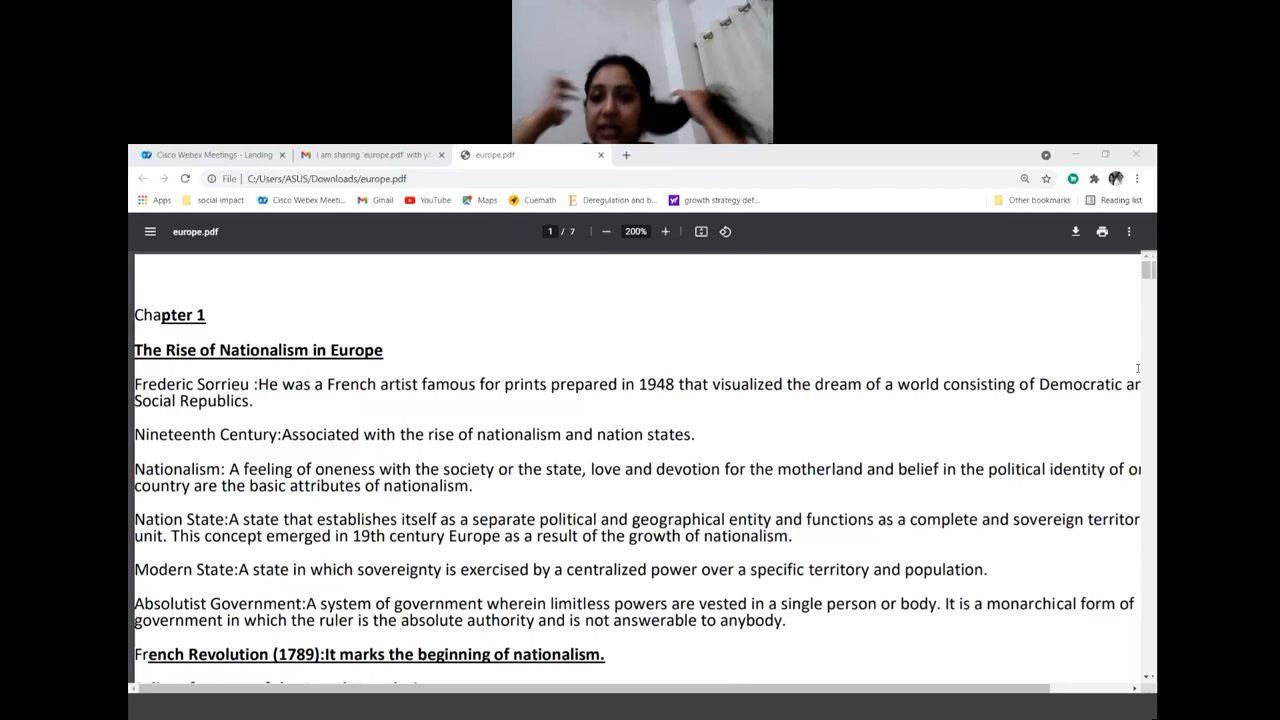 Cisco Webex Meetings - Landing
I am sharing 'europe.pdf' with y
europe.pdf
File | C:/Users/ASUS/Downloads/europe.pdf
Apps social impact Cisco Webex Meeti... Gmail YouTube Maps Cuemath Deregulation and b... growth strategy def... Other bookmarks Reading list
europe.pdf 1 / 7 200%
Chapter 1
The Rise of Nationalism in Europe
Frederic Sorrieu :He was a French artist famous for prints prepared in 1948 that visualized the dream of a world consisting of Democratic
Social Republics.
Nineteenth Century:Associated with the rise of nationalism and nation states.
Nationalism: A feeling of oneness with the society or the state, love and devotion for the motherland and belief in the political identity of
country are the basic attributes of nationalism.
Nation State:A state that establishes itself as a separate political and geographical entity and functions as a complete and sovereign territor
unit. This concept emerged in 19th century Europe as a result of the growth of nationalism.
Modern State:A state in which sovereignty is exercised by a centralized power over a specific territory and population.
Absolutist Government:A system of government wherein limitless powers are vested in a single person or body. It is a monarchical form of
government in which the ruler is the absolute authority and is not answerable to anybody.
French Revolution (1789):It marks the beginning of nationalism.